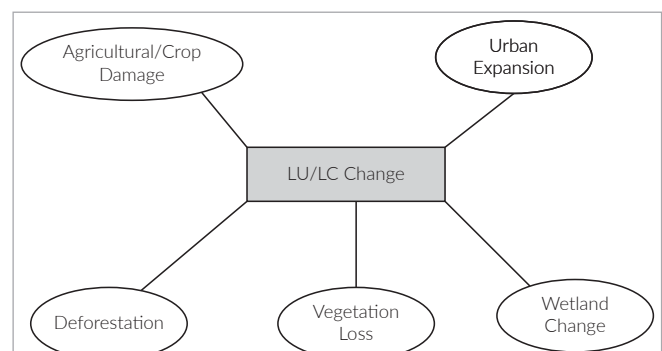 Agricultural/Crop
Damage
Urban
Expansion
LU/LC Change
Deforestation
Vegetation
Loss
Wetland
Change